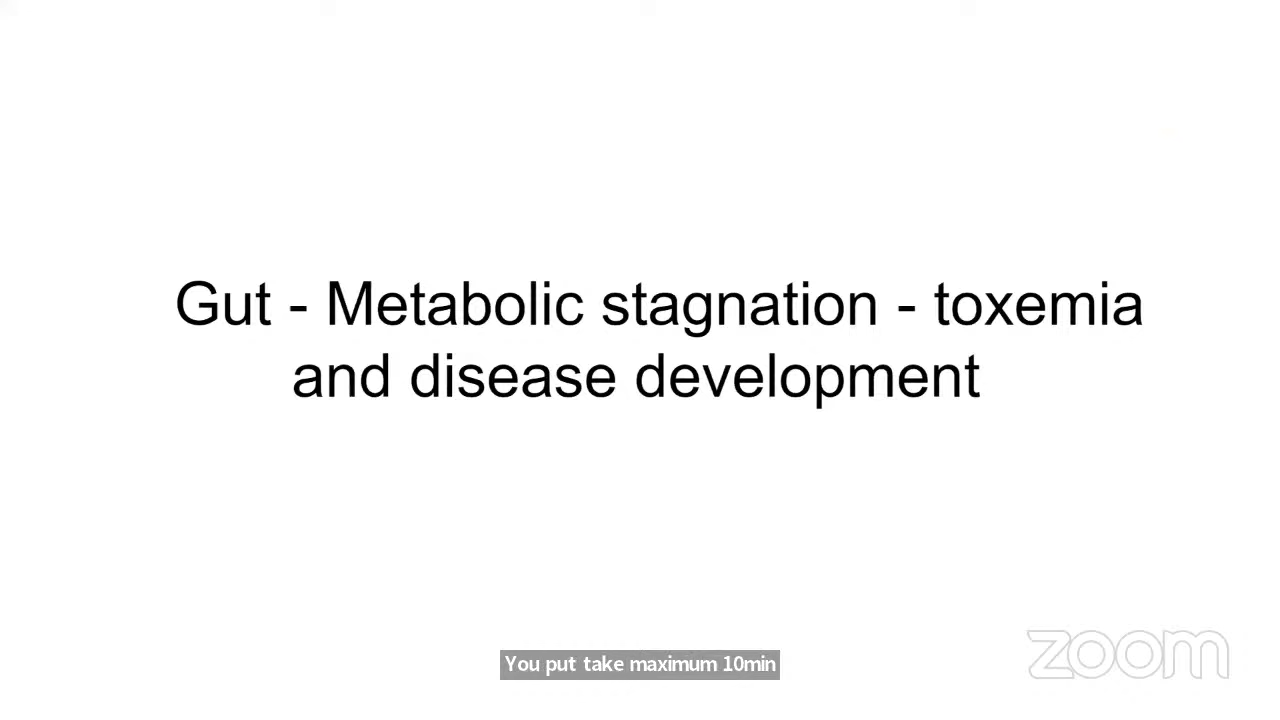 Gut - Metabolic stagnation - toxemia
and disease development
You put take maximum 10min
zoom